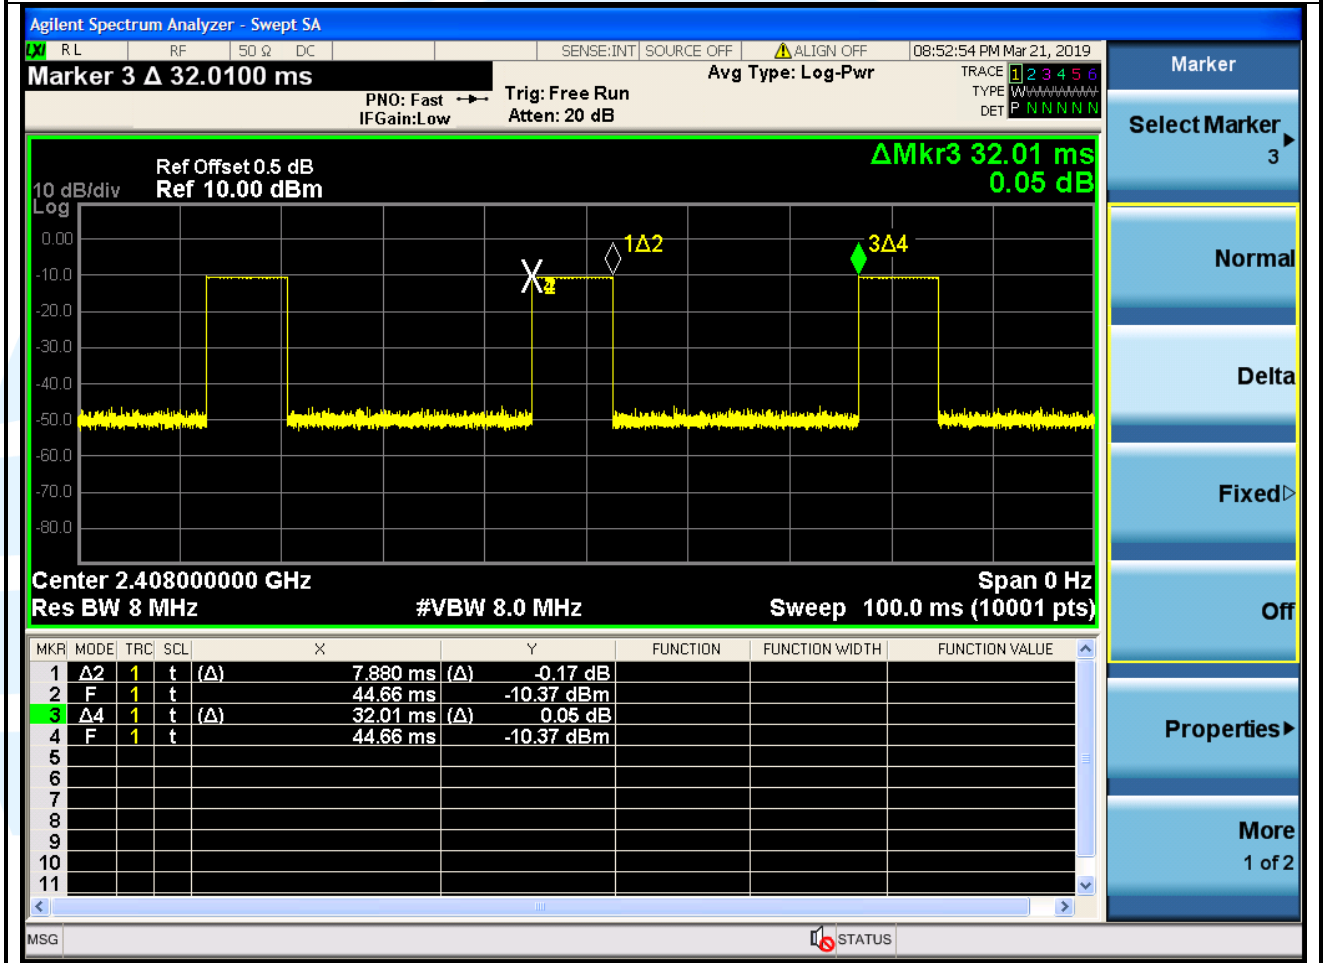 Agilent Spectrum Analyzer - Swept SA
LXI RL RF 50 Ω DC SENSE:INT SOURCE OFF ALIGN OFF 08:52:54 PM Mar 21, 2019
Marker 3 Δ 32.0100 ms
PNO: Fast
IFGain:Low
Trig: Free Run
Atten: 20 dB
Avg Type: Log-Pwr
TRACE 1 2 3 4 5 6
TYPE WWWWWW
DET P N N N N N
Ref Offset 0.5 dB
Ref 10.00 dBm
10 dB/div
Log
ΔMkr3 32.01 ms
0.05 dB
0.00
-10.0
-20.0
-30.0
-40.0
-50.0
-60.0
-70.0
-80.0
1Δ2
3Δ4
Center 2.408000000 GHz Span 0 Hz
Res BW 8 MHz #VBW 8.0 MHz Sweep 100.0 ms (10001 pts)
MKR MODE TRC SCL X Y FUNCTION FUNCTION WIDTH FUNCTION VALUE
1 Δ2 1 t (Δ) 7.880 ms (Δ) -0.17 dB
2 F 1 t 44.66 ms -10.37 dBm
3 Δ4 1 t (Δ) 32.01 ms (Δ) 0.05 dB
4 F 1 t 44.66 ms -10.37 dBm
5
6
7
8
9
10
11
MSG STATUS
Marker
Select Marker
3
Normal
Delta
Fixed
Off
Properties
More
1 of 2